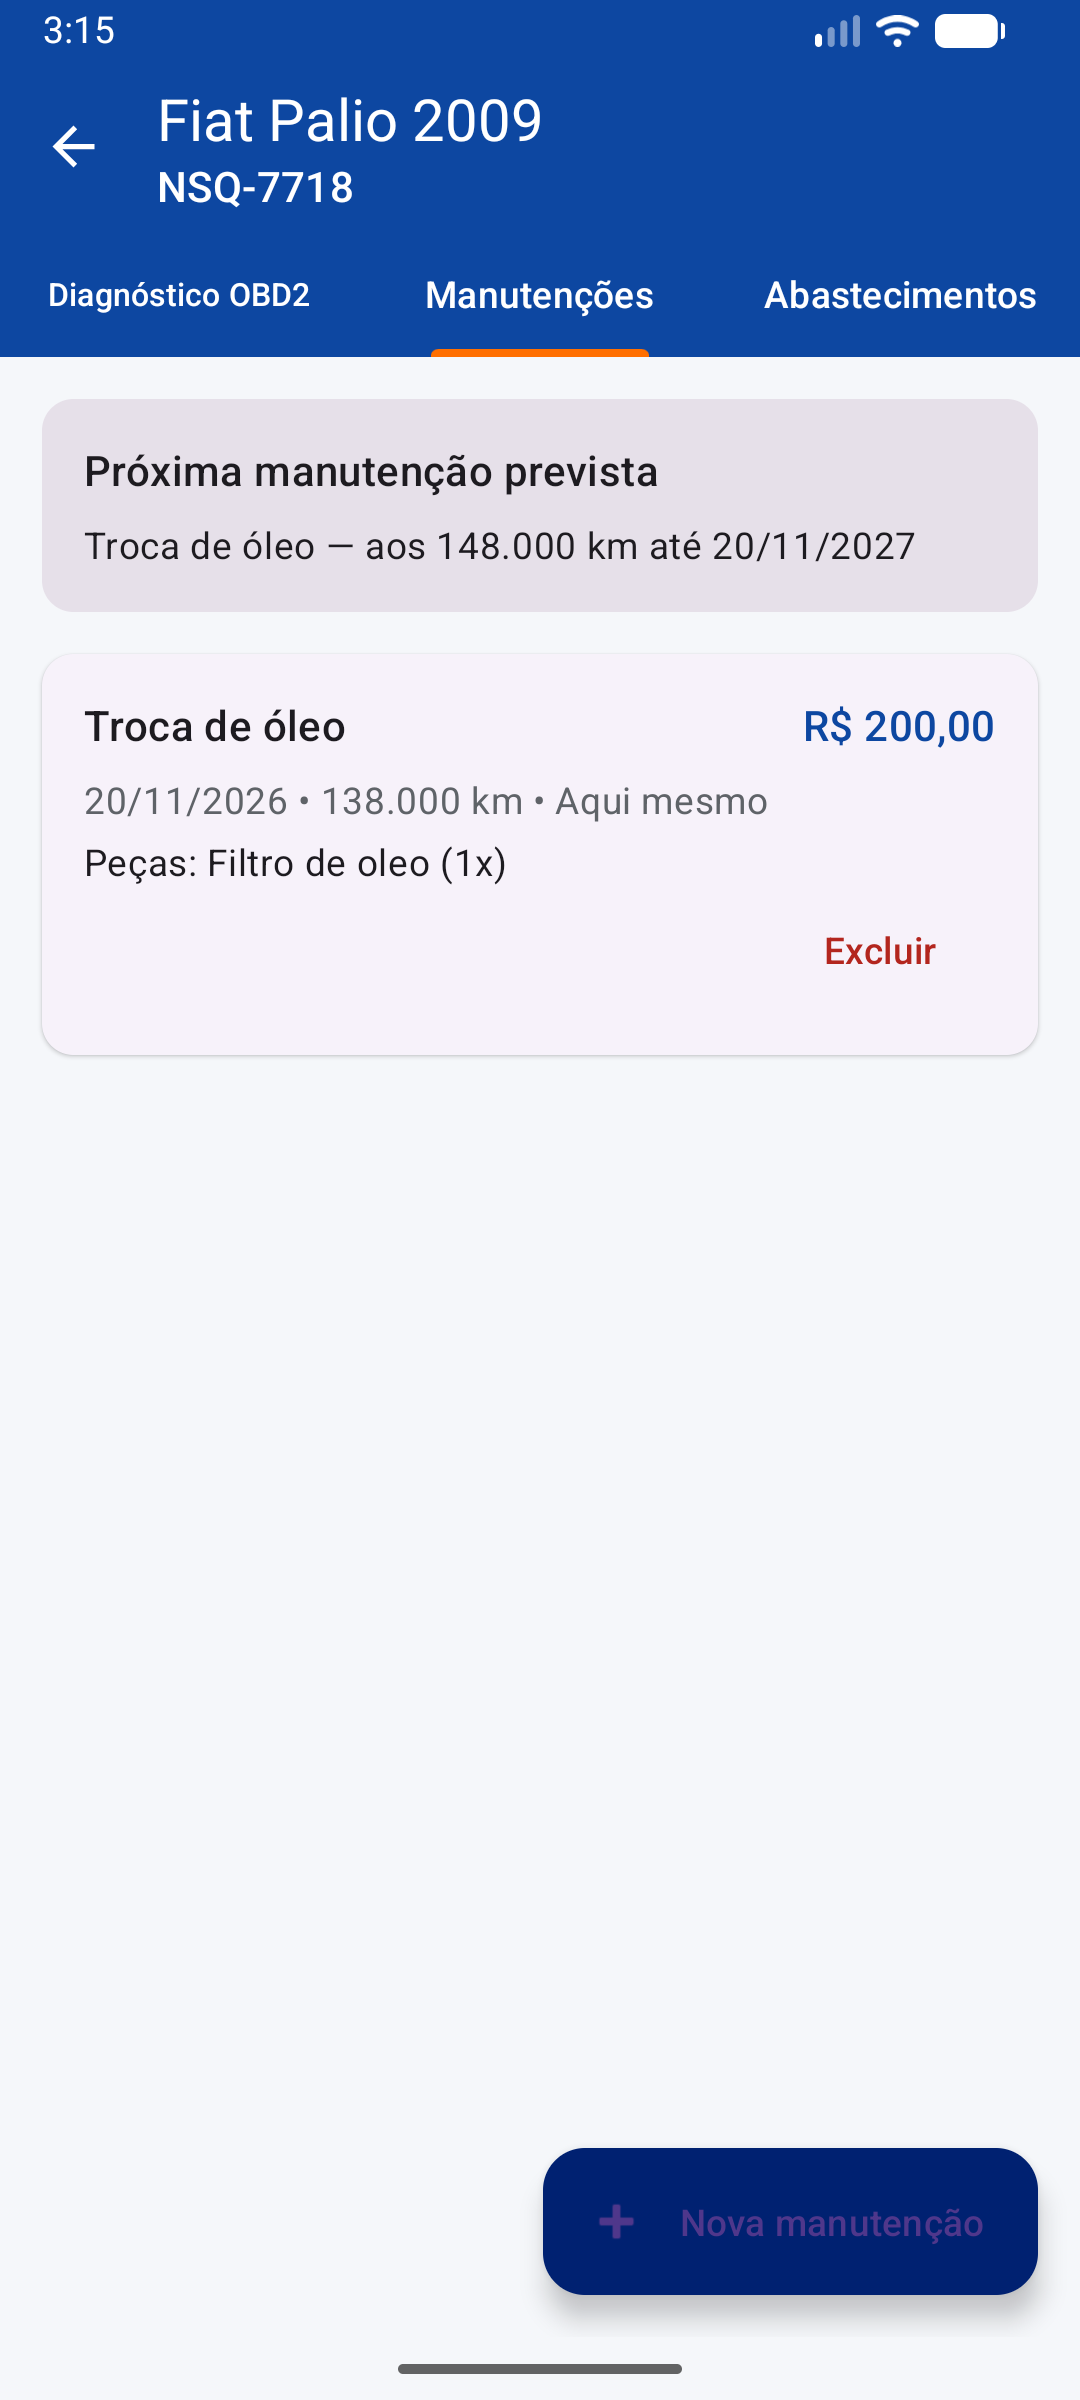 3:15
Fiat Palio 2009
NSQ-7718
Diagnóstico OBD2
Manutenções
Abastecimentos
Próxima manutenção prevista
Troca de óleo — aos 148.000 km até 20/11/2027
Troca de óleo
R$ 200,00
20/11/2026 • 138.000 km • Aqui mesmo
Peças: Filtro de oleo (1x)
Excluir
Nova manutenção